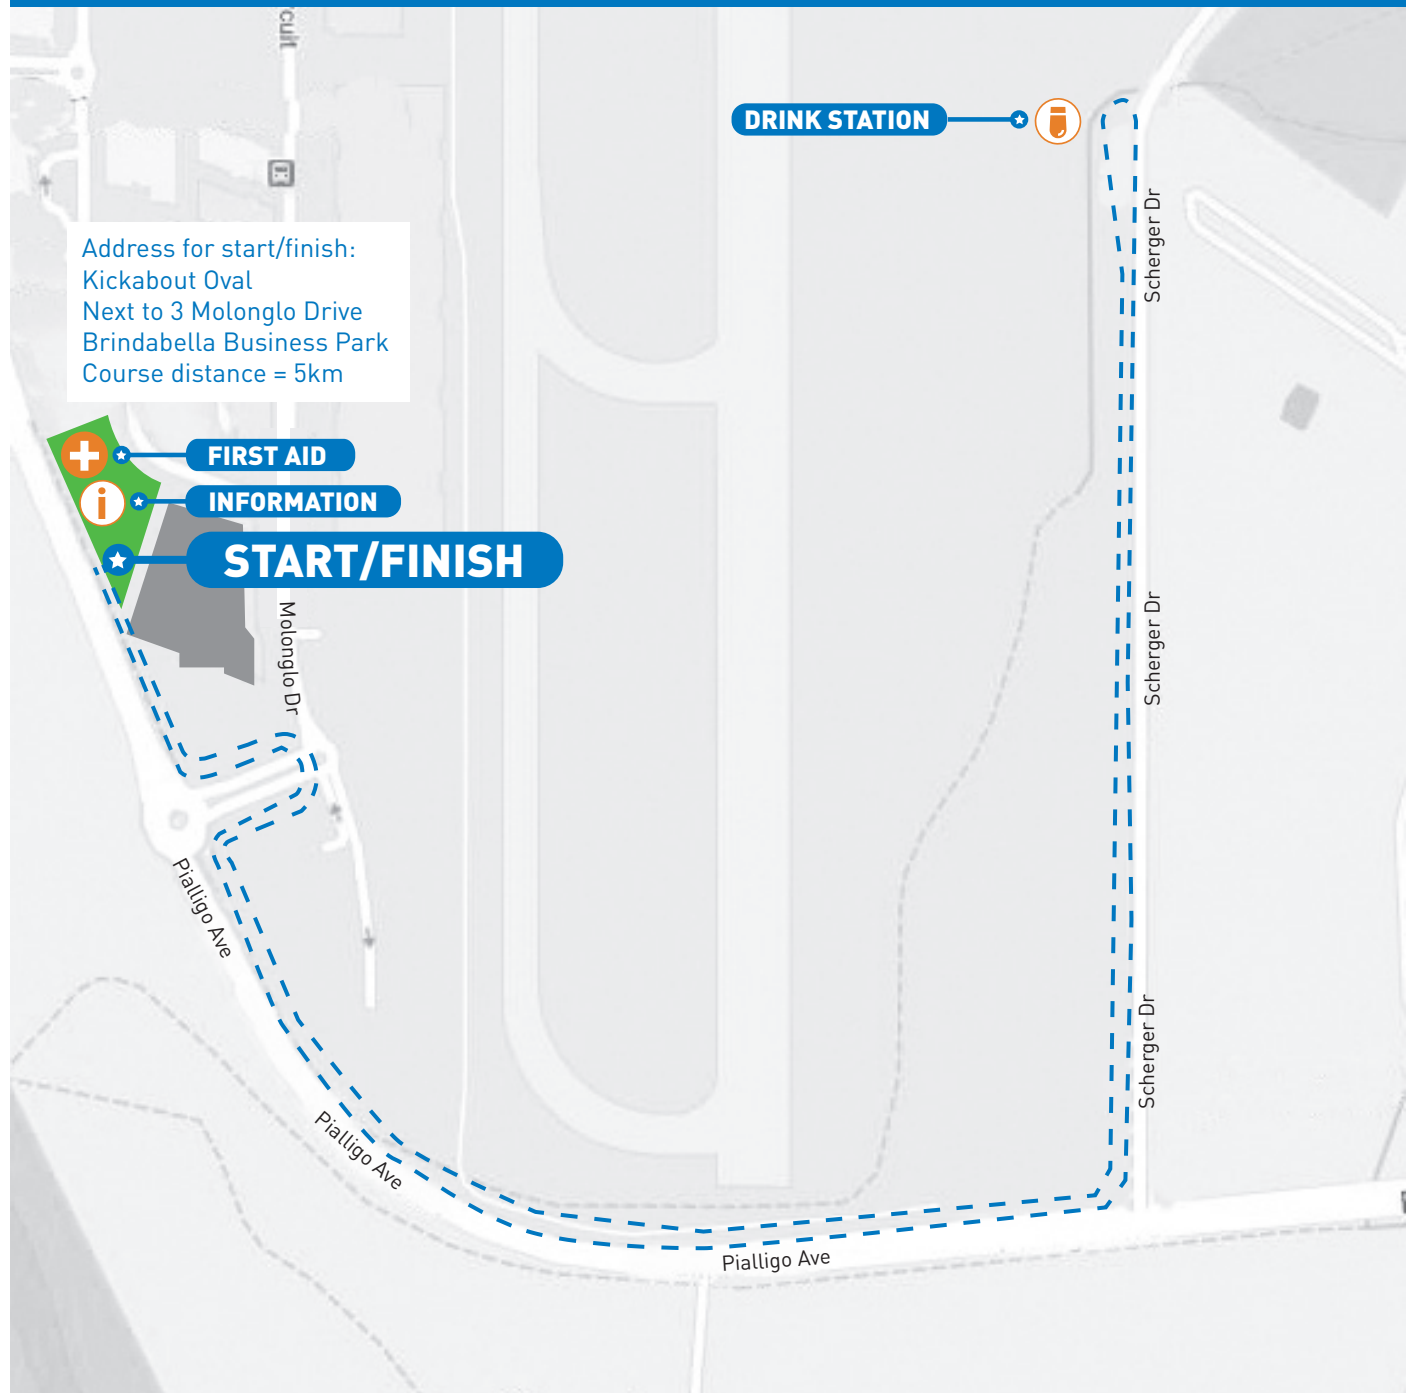 cuit
DRINK STATION
Scherger Dr
Address for start/finish:
Kickabout Oval
Next to 3 Molonglo Drive
Brindabella Business Park
Course distance = 5km
FIRST AID
i
INFORMATION
START/FINISH
Molonglo Dr
Scherger Dr
Pialligo Ave
Scherger Dr
Pialligo Ave
Pialligo Ave